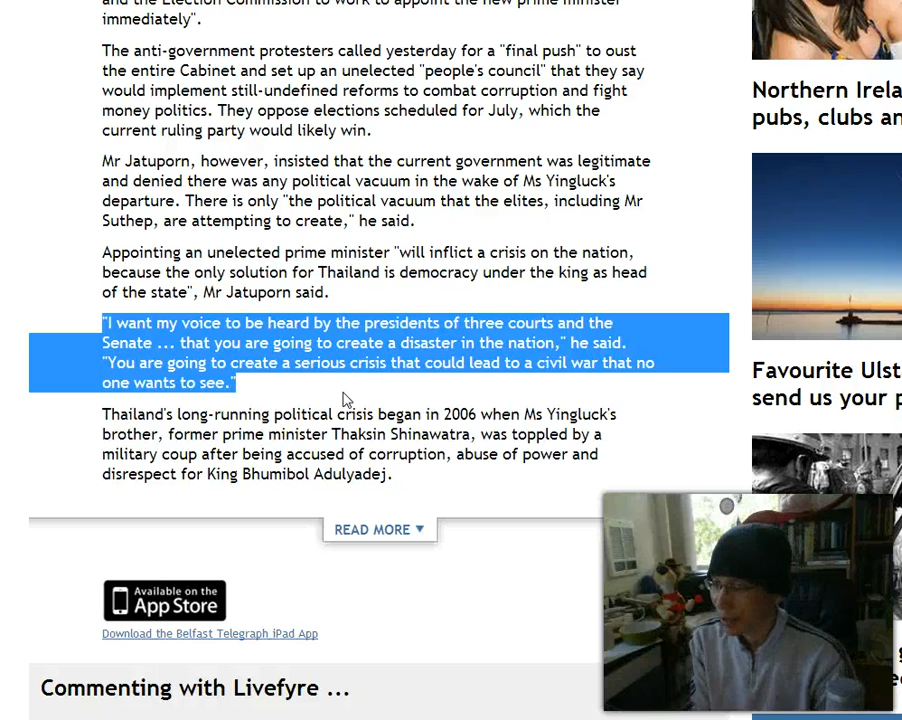 and the Election Commission to work to appoint the new prime minister
immediately".
The anti-government protesters called yesterday for a "final push" to oust
the entire Cabinet and set up an unelected "people's council" that they say
would implement still-undefined reforms to combat corruption and fight
money politics. They oppose elections scheduled for July, which the
current ruling party would likely win.
Mr Jatuporn, however, insisted that the current government was legitimate
and denied there was any political vacuum in the wake of Ms Yingluck's
departure. There is only "the political vacuum that the elites, including Mr
Suthep, are attempting to create," he said.
Appointing an unelected prime minister "will inflict a crisis on the nation,
because the only solution for Thailand is democracy under the king as head
of the state", Mr Jatuporn said.
"I want my voice to be heard by the presidents of three courts and the
Senate ... that you are going to create a disaster in the nation," he said.
"You are going to create a serious crisis that could lead to a civil war that no
one wants to see."
Thailand's long-running political crisis began in 2006 when Ms Yingluck's
brother, former prime minister Thaksin Shinawatra, was toppled by a
military coup after being accused of corruption, abuse of power and
disrespect for King Bhumibol Adulyadej.
READ MORE
Available on the
App Store
Download the Belfast Telegraph iPad App
Commenting with Livefyre ...
Northern Irela
pubs, clubs an
Favourite Ulst
send us your p